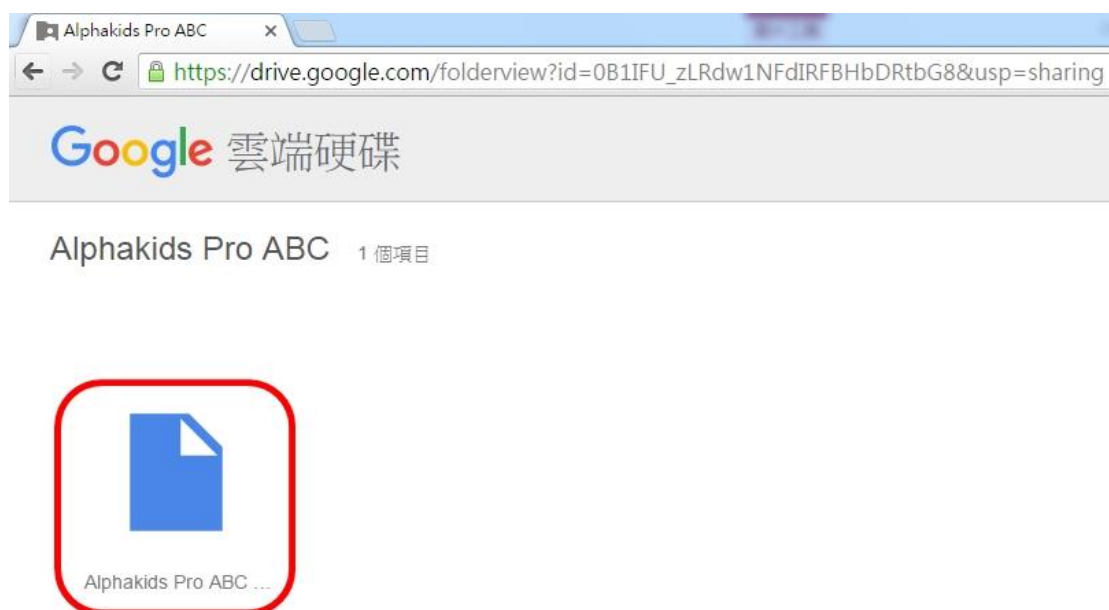 Alphakids Pro ABC
https://drive.google.com/folderview?id=0B1IFU_zLRdw1NFdIRFBHbDRtbG8&usp=sharing
Google 雲端硬碟
Alphakids Pro ABC 1 個項目
Alphakids Pro ABC ...